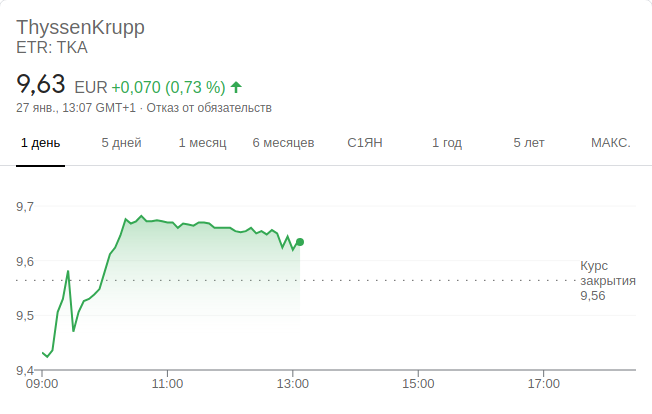 ThyssenKrupp
ETR: TKA
9,63 EUR +0,070 (0,73 %)
27 янв., 13:07 GMT+1 · Отказ от обязательств
1 день 5 дней 1 месяц 6 месяцев С1ЯН 1 год 5 лет МАКС.
9,7
9,6
Курс
закрытия
9,56
9,5
9,4
09:00 11:00 13:00 15:00 17:00